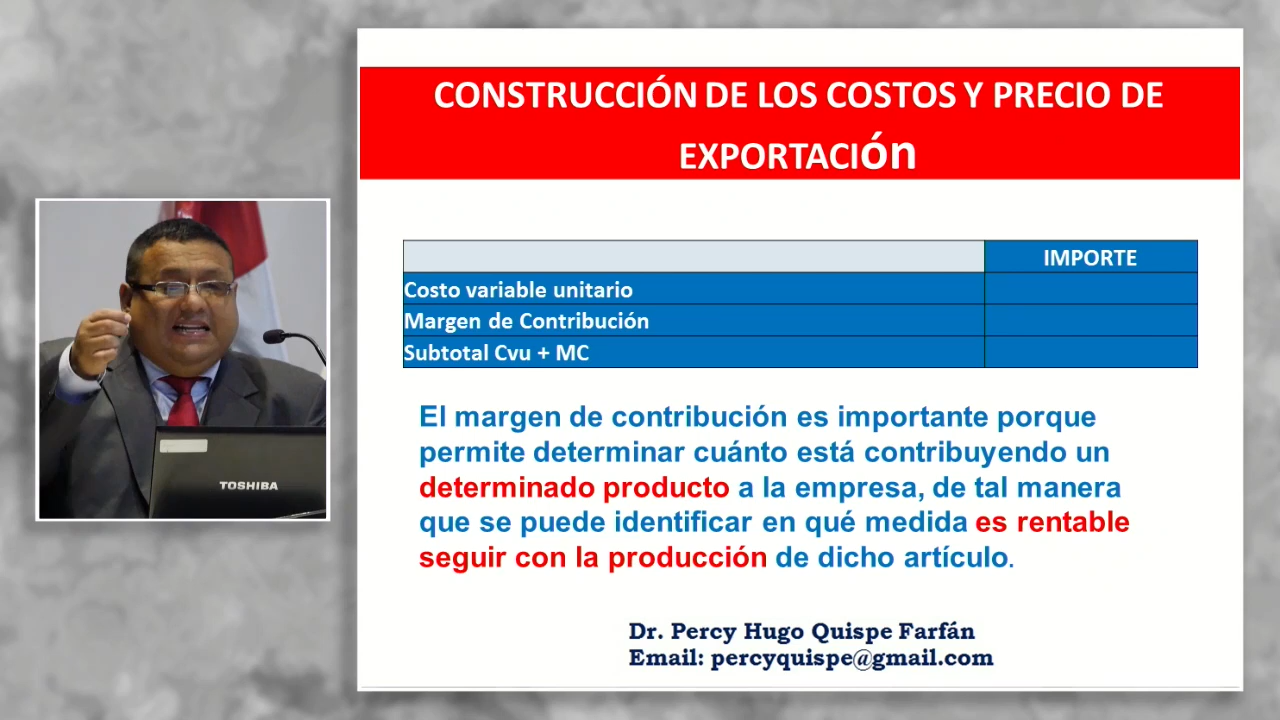 CONSTRUCCIÓN DE LOS COSTOS Y PRECIO DE
EXPORTACIón
IMPORTE
Costo variable unitario
Margen de Contribución
Subtotal Cvu + MC
El margen de contribución es importante porque
permite determinar cuánto está contribuyendo un
determinado producto a la empresa, de tal manera
que se puede identificar en qué medida es rentable
seguir con la producción de dicho artículo.
Dr. Percy Hugo Quispe Farfán
Email: percyquispe@gmail.com
TOSHIBA